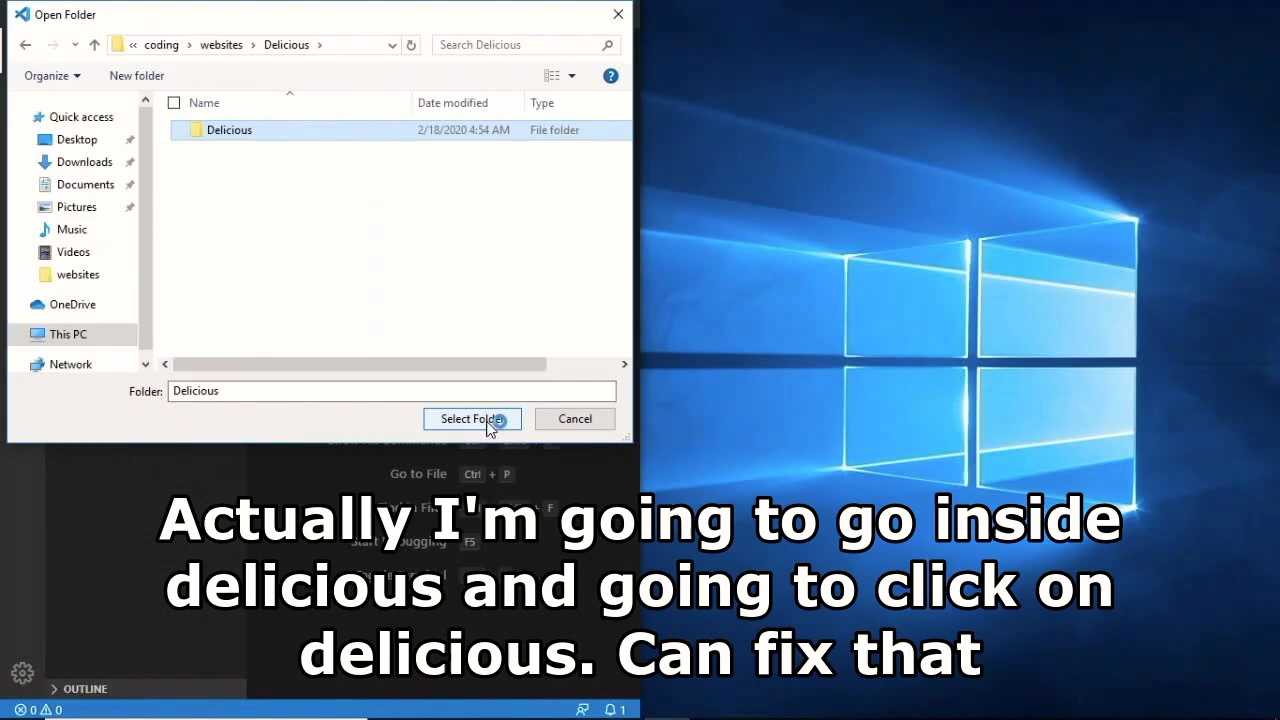 Open Folder
coding websites Delicious
Search Delicious
Organize
New folder
Name
Date modified
Type
Quick access
Delicious
2/18/2020 4:54 AM
File folder
Desktop
Downloads
Documents
Pictures
Music
Videos
websites
OneDrive
This PC
Network
Folder:
Delicious
Select Folder
Cancel
Go to File Ctrl + P
F
F5
Actually I'm going to go inside
delicious and going to click on
delicious. Can fix that
OUTLINE
0 0
1